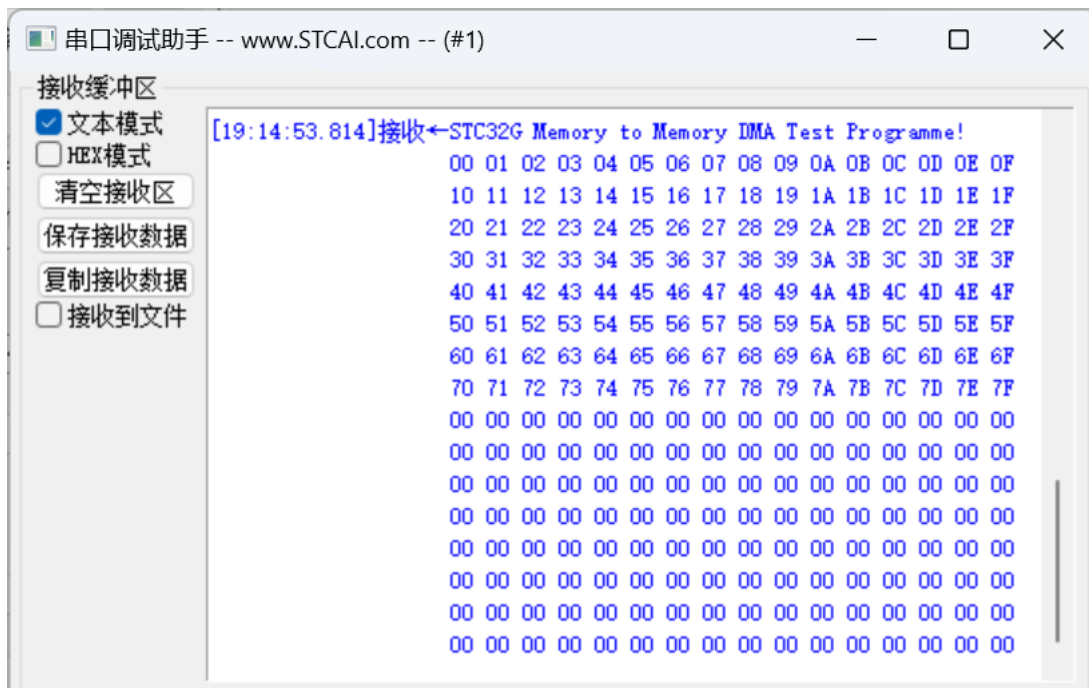 串口调试助手 -- www.STCAI.com -- (#1)
接收缓冲区
文本模式
HEX模式
清空接收区
保存接收数据
复制接收数据
接收到文件
[19:14:53.814]接收←STC32G Memory to Memory DMA Test Programme!
00 01 02 03 04 05 06 07 08 09 0A 0B 0C 0D 0E 0F
10 11 12 13 14 15 16 17 18 19 1A 1B 1C 1D 1E 1F
20 21 22 23 24 25 26 27 28 29 2A 2B 2C 2D 2E 2F
30 31 32 33 34 35 36 37 38 39 3A 3B 3C 3D 3E 3F
40 41 42 43 44 45 46 47 48 49 4A 4B 4C 4D 4E 4F
50 51 52 53 54 55 56 57 58 59 5A 5B 5C 5D 5E 5F
60 61 62 63 64 65 66 67 68 69 6A 6B 6C 6D 6E 6F
70 71 72 73 74 75 76 77 78 79 7A 7B 7C 7D 7E 7F
00 00 00 00 00 00 00 00 00 00 00 00 00 00 00 00
00 00 00 00 00 00 00 00 00 00 00 00 00 00 00 00
00 00 00 00 00 00 00 00 00 00 00 00 00 00 00 00
00 00 00 00 00 00 00 00 00 00 00 00 00 00 00 00
00 00 00 00 00 00 00 00 00 00 00 00 00 00 00 00
00 00 00 00 00 00 00 00 00 00 00 00 00 00 00 00
00 00 00 00 00 00 00 00 00 00 00 00 00 00 00 00
00 00 00 00 00 00 00 00 00 00 00 00 00 00 00 00